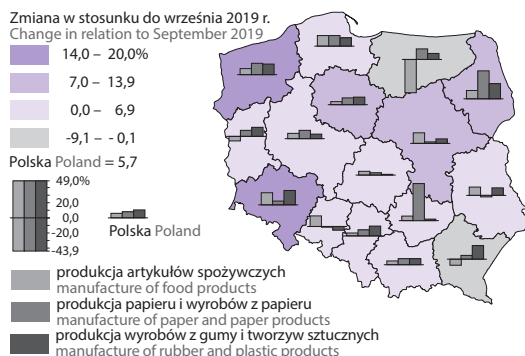 Zmiana w stosunku do września 2019 r.
Change in relation to September 2019
14,0 – 20,0%
7,0 – 13,9
0,0 – 6,9
-9,1 – - 0,1
Polska Poland = 5,7
49,0%
20,0
0,0
-20,0
-43,9
Polska Poland
produkcja artykułów spożywczych
manufacture of food products
produkcja papieru i wyrobów z papieru
manufacture of paper and paper products
produkcja wyrobów z gumy i tworzyw sztucznych
manufacture of rubber and plastic products